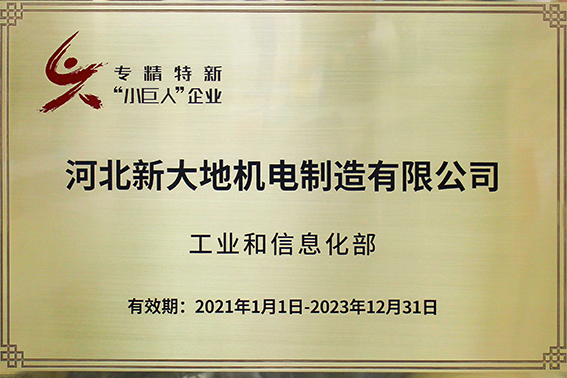 专精特新
“小巨人”企业
河北新大地机电制造有限公司
工业和信息化部
有效期：2021年1月1日-2023年12月31日